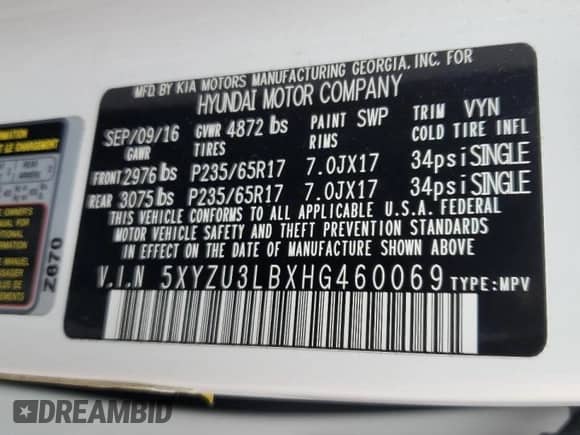 MFD. BY KIA MOTORS MANUFACTURING GEORGIA, INC. FOR
HYUNDAI MOTOR COMPANY
SEP/09/16 GVWR 4872 lbs PAINT SWP TRIM VYN
GAWR TIRES RIMS COLD TIRE INFL
FRONT 2976 lbs P235/65R17 7.0JX17 34psi SINGLE
REAR 3075 lbs P235/65R17 7.0JX17 34psi SINGLE
THIS VEHICLE CONFORMS TO ALL APPLICABLE U.S.A. FEDERAL
MOTOR VEHICLE SAFETY AND THEFT PREVENTION STANDARDS
IN EFFECT ON THE DATE OF MANUFACTURE SHOWN ABOVE.
V.I.N 5XYZU3LBXHG460069 TYPE:MPV
Z670
DREAMBID